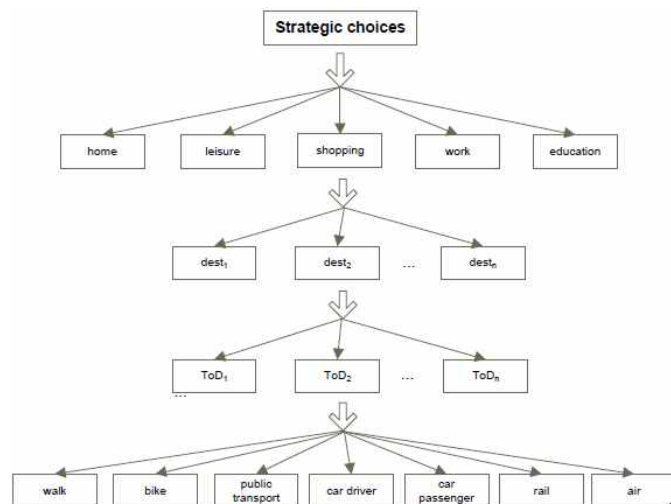 Strategic choices
home leisure shopping work education
dest₁ dest₂ ... destₙ
ToD₁ ToD₂ ... ToDₙ
...
walk bike public transport car driver car passenger rail air